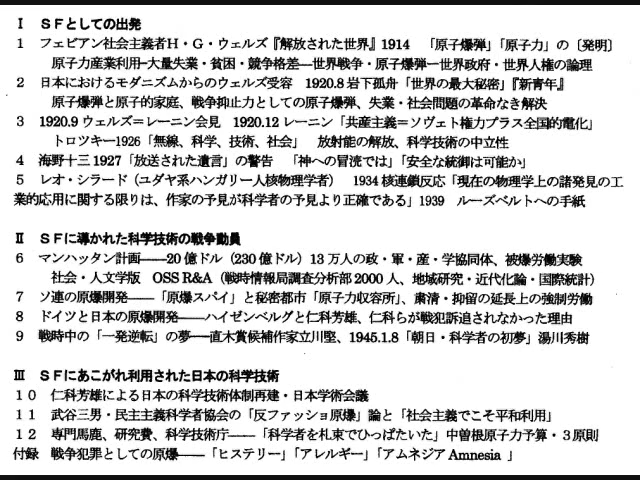 Ⅰ ＳＦとしての出発
１ フェビアン社会主義者Ｈ・Ｇ・ウェルズ『解放された世界』1914 「原子爆弾」「原子力」の〔発明〕
原子力産業利用―大量失業・貧困・競争格差―世界戦争・原子爆弾―世界政府・世界人権の論理
２ 日本におけるモダニズムからのウェルズ受容 1920.8岩下孤舟「世界の最大秘密」『新青年』
原子爆弾と原子的家庭、戦争抑止力としての原子爆弾、失業・社会問題の革命なき解決
３ 1920.9ウェルズ＝レーニン会見 1920.12レーニン「共産主義＝ソヴェト権力プラス全国的電化」
トロツキー1926「無線、科学、技術、社会」 放射能の解放、科学技術の中立性
４ 海野十三1927「放送された遺言」の警告 「神への冒涜では」「安全な統御は可能か」
５ レオ・シラード（ユダヤ系ハンガリー人核物理学者） 1934核連鎖反応「現在の物理学上の諸発見の工
業的応用に関する限りは、作家の予見が科学者の予見より正確である」1939 ルーズベルトへの手紙
Ⅱ ＳＦに導かれた科学技術の戦争動員
６ マンハッタン計画――20億ドル（230億ドル）13万人の政・軍・産・学協同体、被爆労働実験
社会・人文学版 OSS R&A（戦時情報局調査分析部2000人、地域研究・近代化論・国際統計）
７ ソ連の原爆開発――「原爆スパイ」と秘密都市「原子力収容所」、粛清・抑留の延長上の強制労働
８ ドイツと日本の原爆開発――ハイゼンベルグと仁科芳雄、仁科らが戦犯訴追されなかった理由
９ 戦時中の「一発逆転」の夢――直木賞候補作家立川賢、1945.1.8「朝日・科学者の初夢」湯川秀樹
Ⅲ ＳＦにあこがれ利用された日本の科学技術
１０ 仁科芳雄による日本の科学技術体制再建・日本学術会議
１１ 武谷三男・民主主義科学者協会の「反ファッショ原爆」論と「社会主義でこそ平和利用」
１２ 専門馬鹿、研究費、科学技術庁――「科学者を札束でひっぱたいた」中曽根原子力予算・３原則
付録 戦争犯罪としての原爆――「ヒステリー」「アレルギー」「アムネジア Amnesia 」